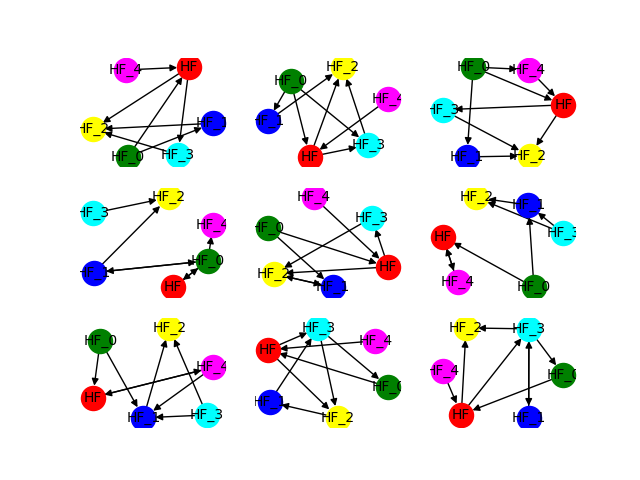 HF_4 HF HF_2 HF_1 HF_0 HF_3
HF_0 HF_2 HF_4 HF_1 HF_3 HF
HF_0 HF_4 HF HF_3 HF_1 HF_2
HF_3 HF_2 HF_4 HF_0 HF_1 HF
HF_4 HF_3 HF_0 HF HF_2 HF_1
HF_2 HF_1 HF_3 HF HF_4 HF_0
HF_0 HF_2 HF_4 HF HF_3 HF_1
HF_3 HF_4 HF HF_0 HF_1 HF_2
HF_2 HF_3 HF_4 HF_0 HF HF_1